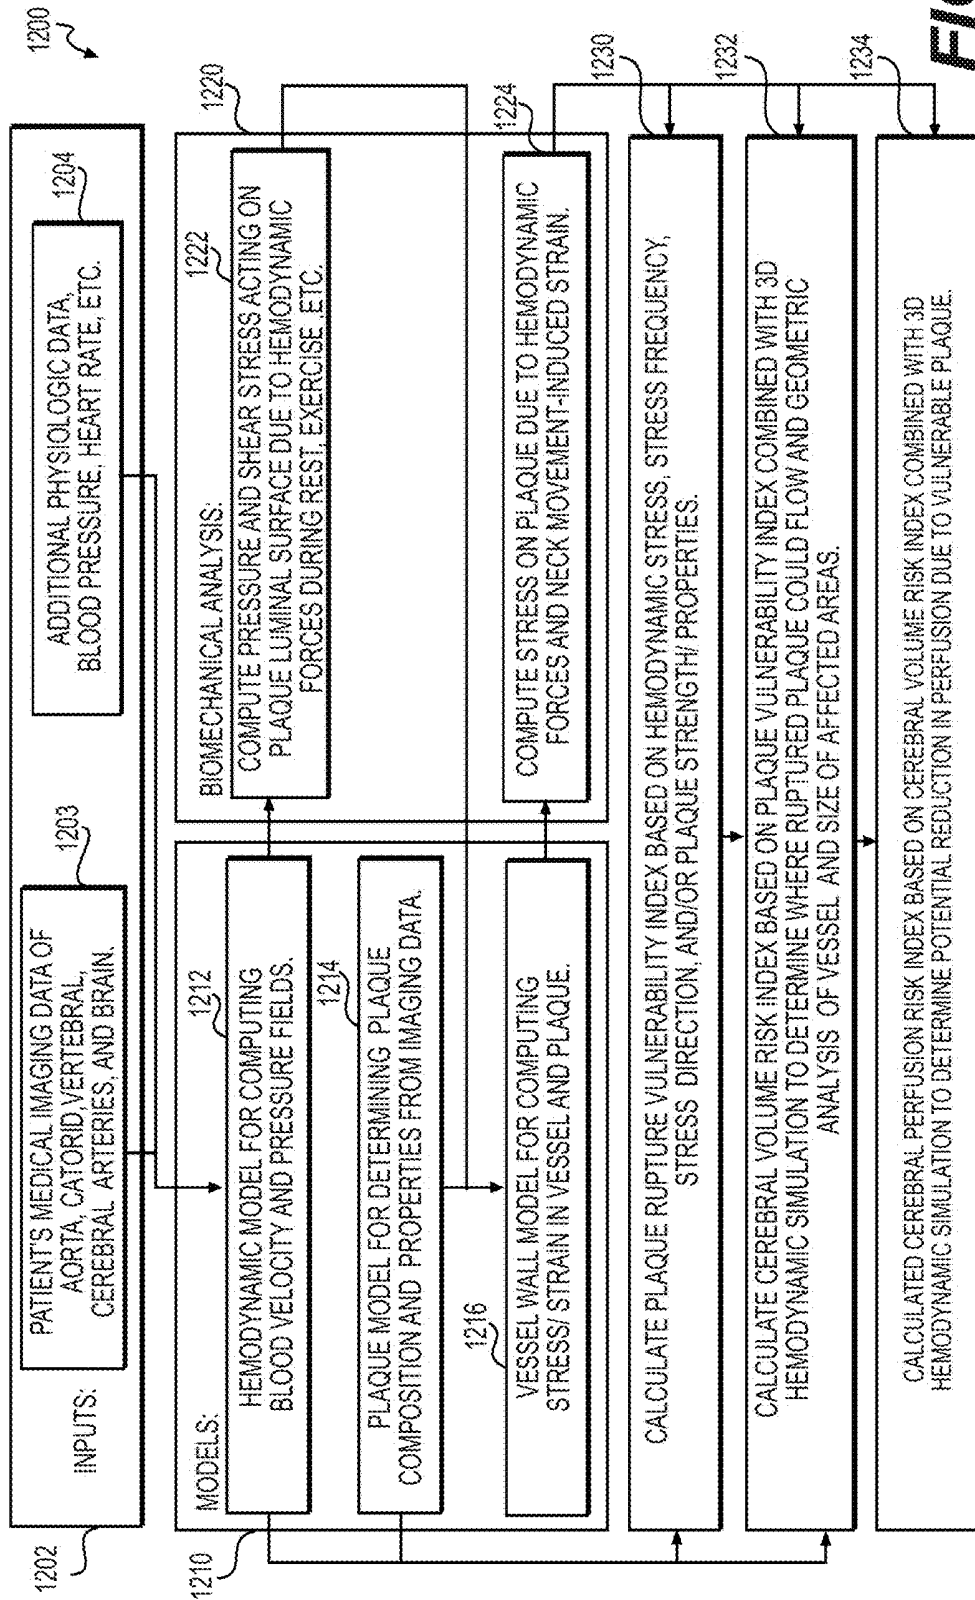 1200
1202
INPUTS:
PATIENT'S MEDICAL IMAGING DATA OF
AORTA, CATORID, VERTEBRAL,
CEREBRAL ARTERIES, AND BRAIN.
1203
ADDITIONAL PHYSIOLOGIC DATA,
BLOOD PRESSURE, HEART RATE, ETC.
1204
1210
MODELS:
1212
HEMODYNAMIC MODEL FOR COMPUTING
BLOOD VELOCITY AND PRESSURE FIELDS.
1214
PLAQUE MODEL FOR DETERMINING PLAQUE
COMPOSITION AND PROPERTIES FROM IMAGING DATA.
1216
VESSEL WALL MODEL FOR COMPUTING
STRESS/ STRAIN IN VESSEL AND PLAQUE.
1220
BIOMECHANICAL ANALYSIS:
1222
COMPUTE PRESSURE AND SHEAR STRESS ACTING ON
PLAQUE LUMINAL SURFACE DUE TO HEMODYNAMIC
FORCES DURING REST, EXERCISE ,ETC.
1224
COMPUTE STRESS ON PLAQUE DUE TO HEMODYNAMIC
FORCES AND NECK MOVEMENT-INDUCED STRAIN.
1230
CALCULATE PLAQUE RUPTURE VULNERABILITY INDEX BASED ON HEMODYNAMIC STRESS, STRESS FREQUENCY,
STRESS DIRECTION, AND/OR PLAQUE STRENGTH/ PROPERTIES.
1232
CALCULATE CEREBRAL VOLUME RISK INDEX BASED ON PLAQUE VULNERABILITY INDEX COMBINED WITH 3D
HEMODYNAMIC SIMULATION TO DETERMINE WHERE RUPTURED PLAQUE COULD FLOW AND GEOMETRIC
ANALYSIS OF VESSEL AND SIZE OF AFFECTED AREAS.
1234
CALCULATED CEREBRAL PERFUSION RISK INDEX BASED ON CEREBRAL VOLUME RISK INDEX COMBINED WITH 3D
HEMODYNAMIC SIMULATION TO DETERMINE POTENTIAL REDUCTION IN PERFUSION DUE TO VULNERABLE PLAQUE.